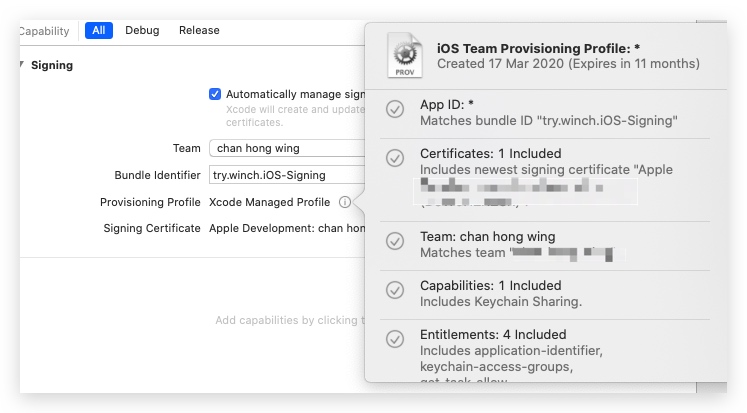 Capability All Debug Release
Signing
Automatically manage sign
Xcode will create and update
certificates.
Team chan hong wing
Bundle Identifier try.winch.iOS-Signing
Provisioning Profile Xcode Managed Profile
Signing Certificate Apple Development: chan hon
Add capabilities by clicking t
PROV
iOS Team Provisioning Profile: *
Created 17 Mar 2020 (Expires in 11 months)
App ID: *
Matches bundle ID "try.winch.iOS-Signing"
Certificates: 1 Included
Includes newest signing certificate "Apple
Team: chan hong wing
Matches team "
Capabilities: 1 Included
Includes Keychain Sharing.
Entitlements: 4 Included
Includes application-identifier,
keychain-access-groups,
get-task-allow